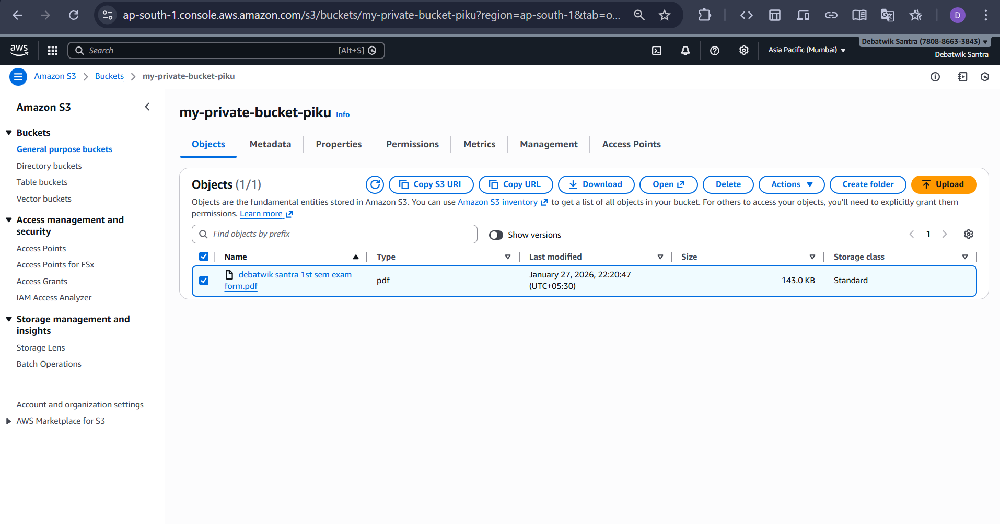 ap-south-1.console.aws.amazon.com/s3/buckets/my-private-bucket-piku?region=ap-south-1&tab=o...
D
aws
Search
[Alt+S]
Asia Pacific (Mumbai)
Debatwik Santra (7808-8663-3843)
Debatwik Santra
Amazon S3
Buckets
my-private-bucket-piku
Amazon S3
Buckets
General purpose buckets
Directory buckets
Table buckets
Vector buckets
Access management and
security
Access Points
Access Points for FSx
Access Grants
IAM Access Analyzer
Storage management and
insights
Storage Lens
Batch Operations
Account and organization settings
AWS Marketplace for S3
my-private-bucket-piku Info
Objects
Metadata
Properties
Permissions
Metrics
Management
Access Points
Objects (1/1)
Copy S3 URI
Copy URL
Download
Open
Delete
Actions
Create folder
Upload
Objects are the fundamental entities stored in Amazon S3. You can use Amazon S3 inventory to get a list of all objects in your bucket. For others to access your objects, you'll need to explicitly grant them
permissions. Learn more
Find objects by prefix
Show versions
1
Name
Type
Last modified
Size
Storage class
debatwik santra 1st sem exam
form.pdf
pdf
January 27, 2026, 22:20:47
(UTC+05:30)
143.0 KB
Standard